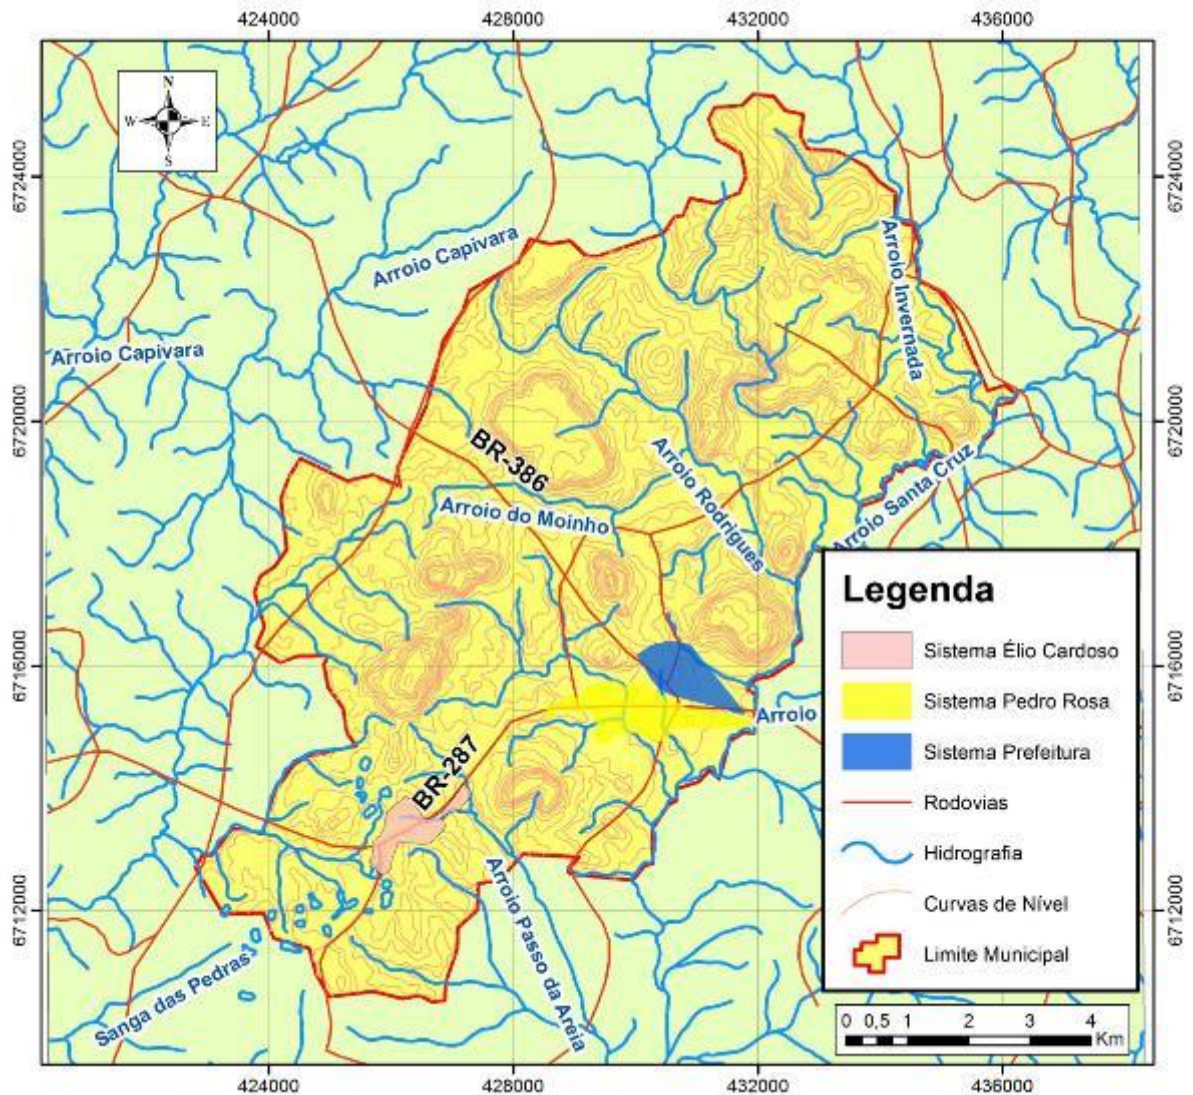 424000
428000
432000
436000
N
W
E
S
6724000
6724000
Arroio Capivara
Arroio Invernada
Arroio Capivara
6720000
6720000
BR-386
Arroio Rodrigues
Arroio Santa Cruz
Arroio do Moinho
Legenda
Sistema Élio Cardoso
6716000
6716000
Sistema Pedro Rosa
Arroio
Sistema Prefeitura
BR-287
Rodovias
Hidrografia
Curvas de Nível
6712000
6712000
Arroio Passo da Areia
Limite Municipal
Sanga das Pedras
0 0,5 1 2 3 4
Km
424000
428000
432000
436000